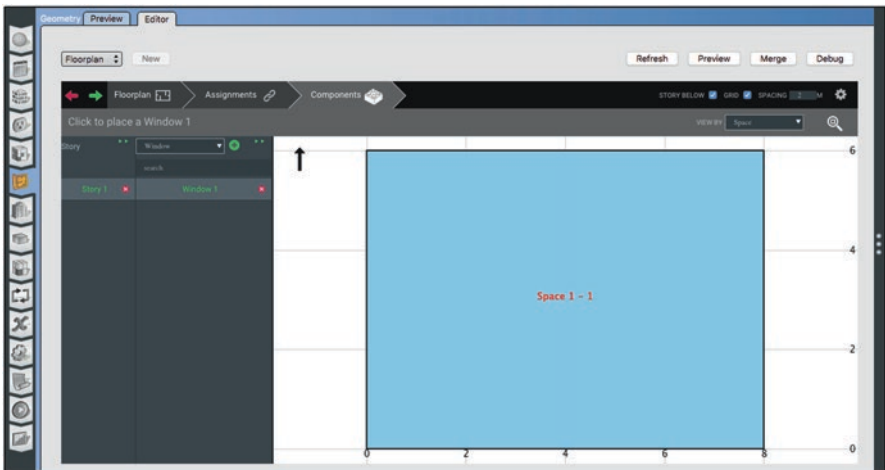 Geometry Preview Editor
Floorplan New Refresh Preview Merge Debug
Floorplan Assignments Components STORY BELOW GRID SPACING 2 M
Click to place a Window 1 VIEW BY Space
Story Window
search
Story 1 Window 1
Space 1 - 1
6
4
2
0
0 2 4 6 8